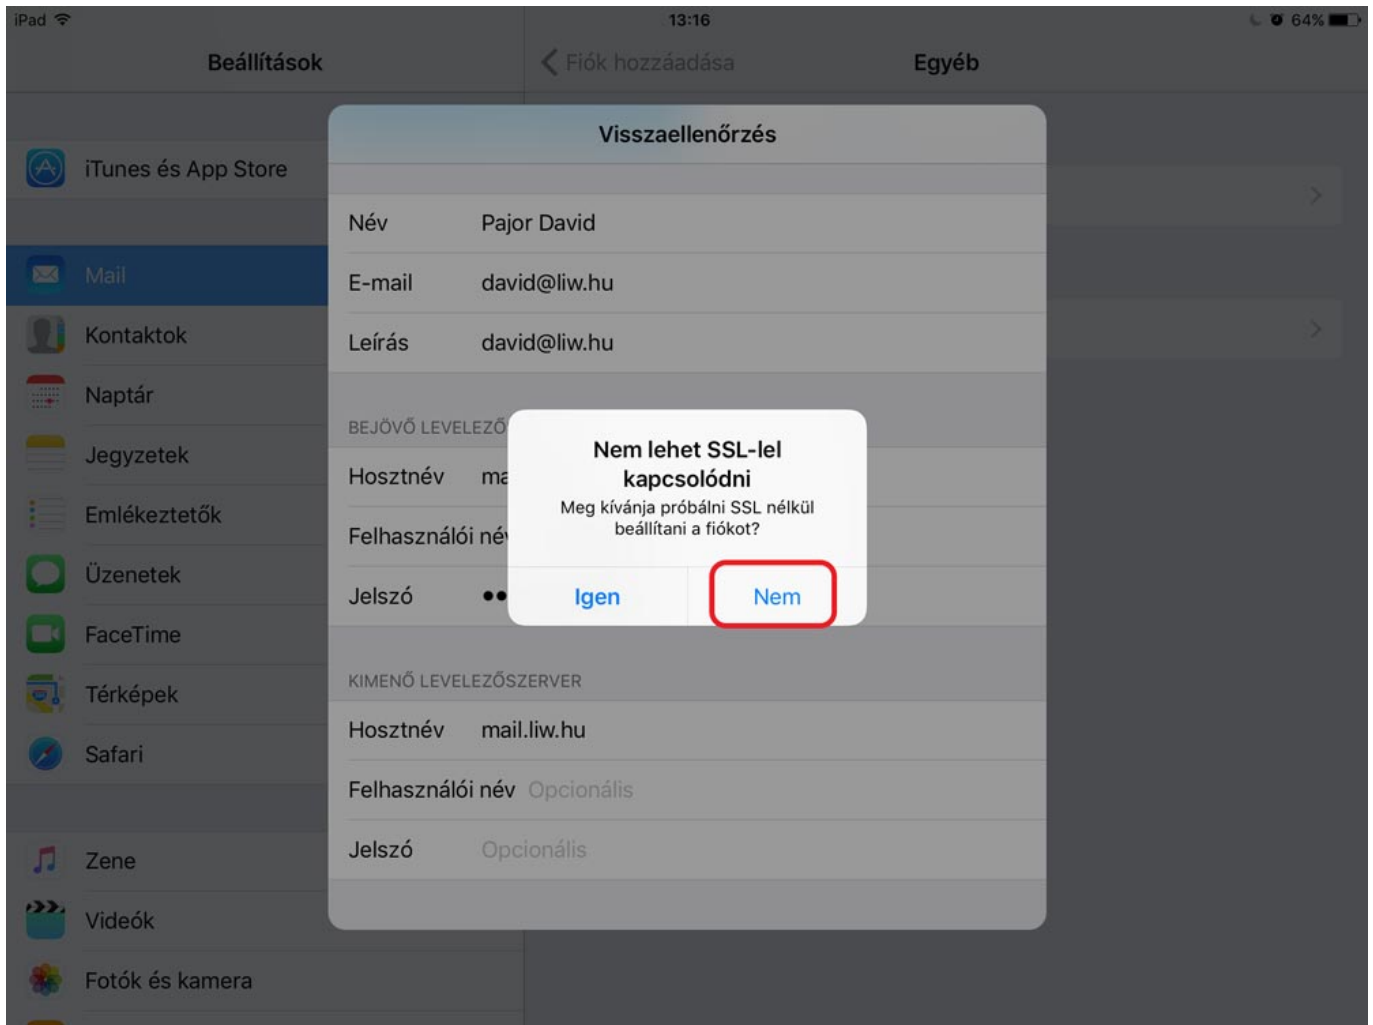 iPad 13:16 64%
Beállítások
Fiók hozzáadása
Egyéb
Visszaellenőrzés
iTunes és App Store
Mail
Kontaktok
Naptár
Jegyzetek
Emlékeztetők
Üzenetek
FaceTime
Térképek
Safari
Zene
Videók
Fotók és kamera
Név Pajor David
E-mail david@liw.hu
Leírás david@liw.hu
BEJÖVŐ
Hosztnév
Felhasználói
Jelszó ••
Nem lehet SSL-lel
kapcsolódni
Meg kívánja próbálni SSL nélkül
beállítani a fiókot?
Igen Nem
KIMENŐ LEVELEZŐSZERVER
Hosztnév mail.liw.hu
Felhasználói név Opcionális
Jelszó Opcionális